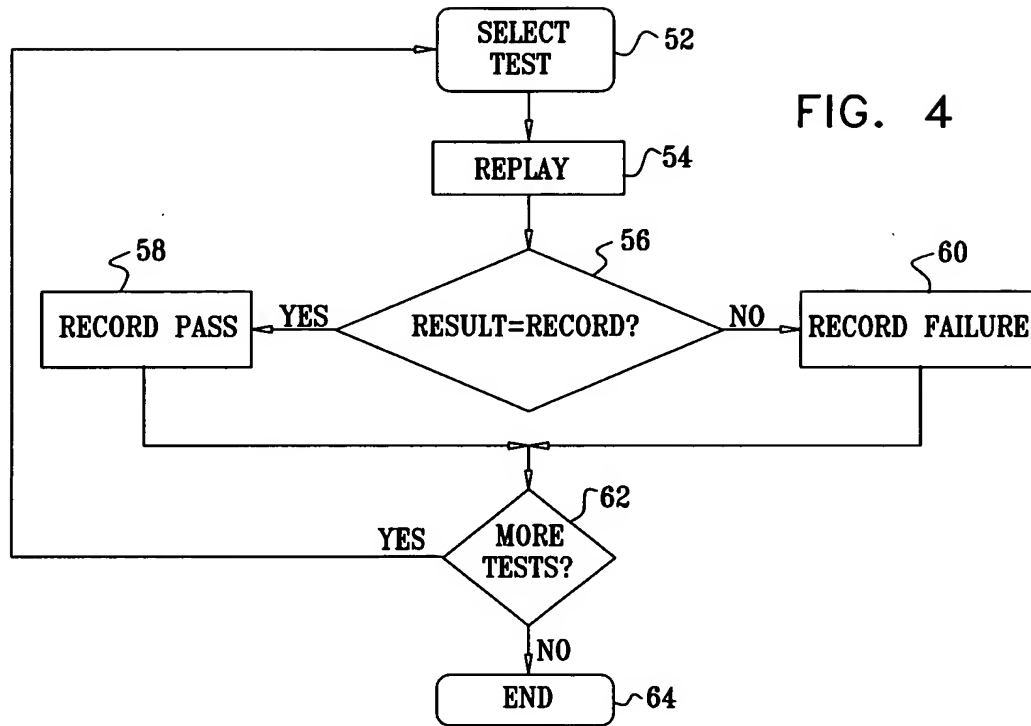 SELECT
TEST
52
FIG. 4
REPLAY
54
56
58
60
RECORD PASS
YES
RESULT=RECORD?
NO
RECORD FAILURE
62
YES
MORE
TESTS?
NO
END
64